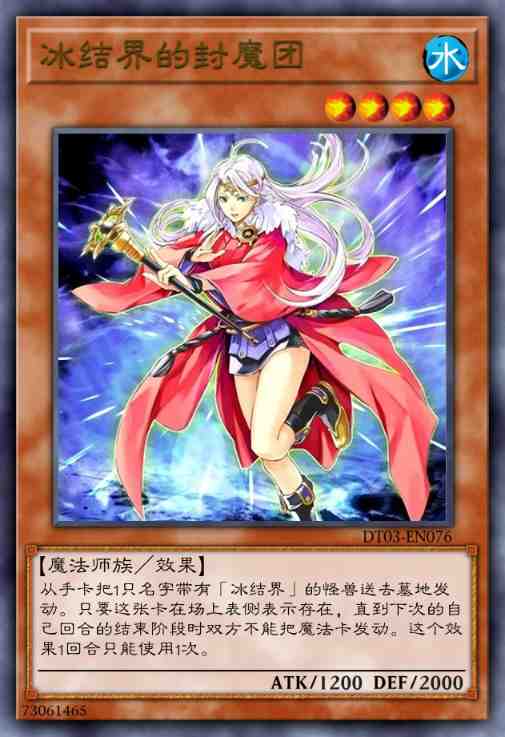 冰结界的封魔团
水
DT03-EN076
【魔法师族／效果】
从手卡把1只名字带有「冰结界」的怪兽送去墓地发
动。只要这张卡在场上表侧表示存在，直到下次的自
己回合的结束阶段时双方不能把魔法卡发动。这个效
果1回合只能使用1次。
ATK/1200 DEF/2000
73061465